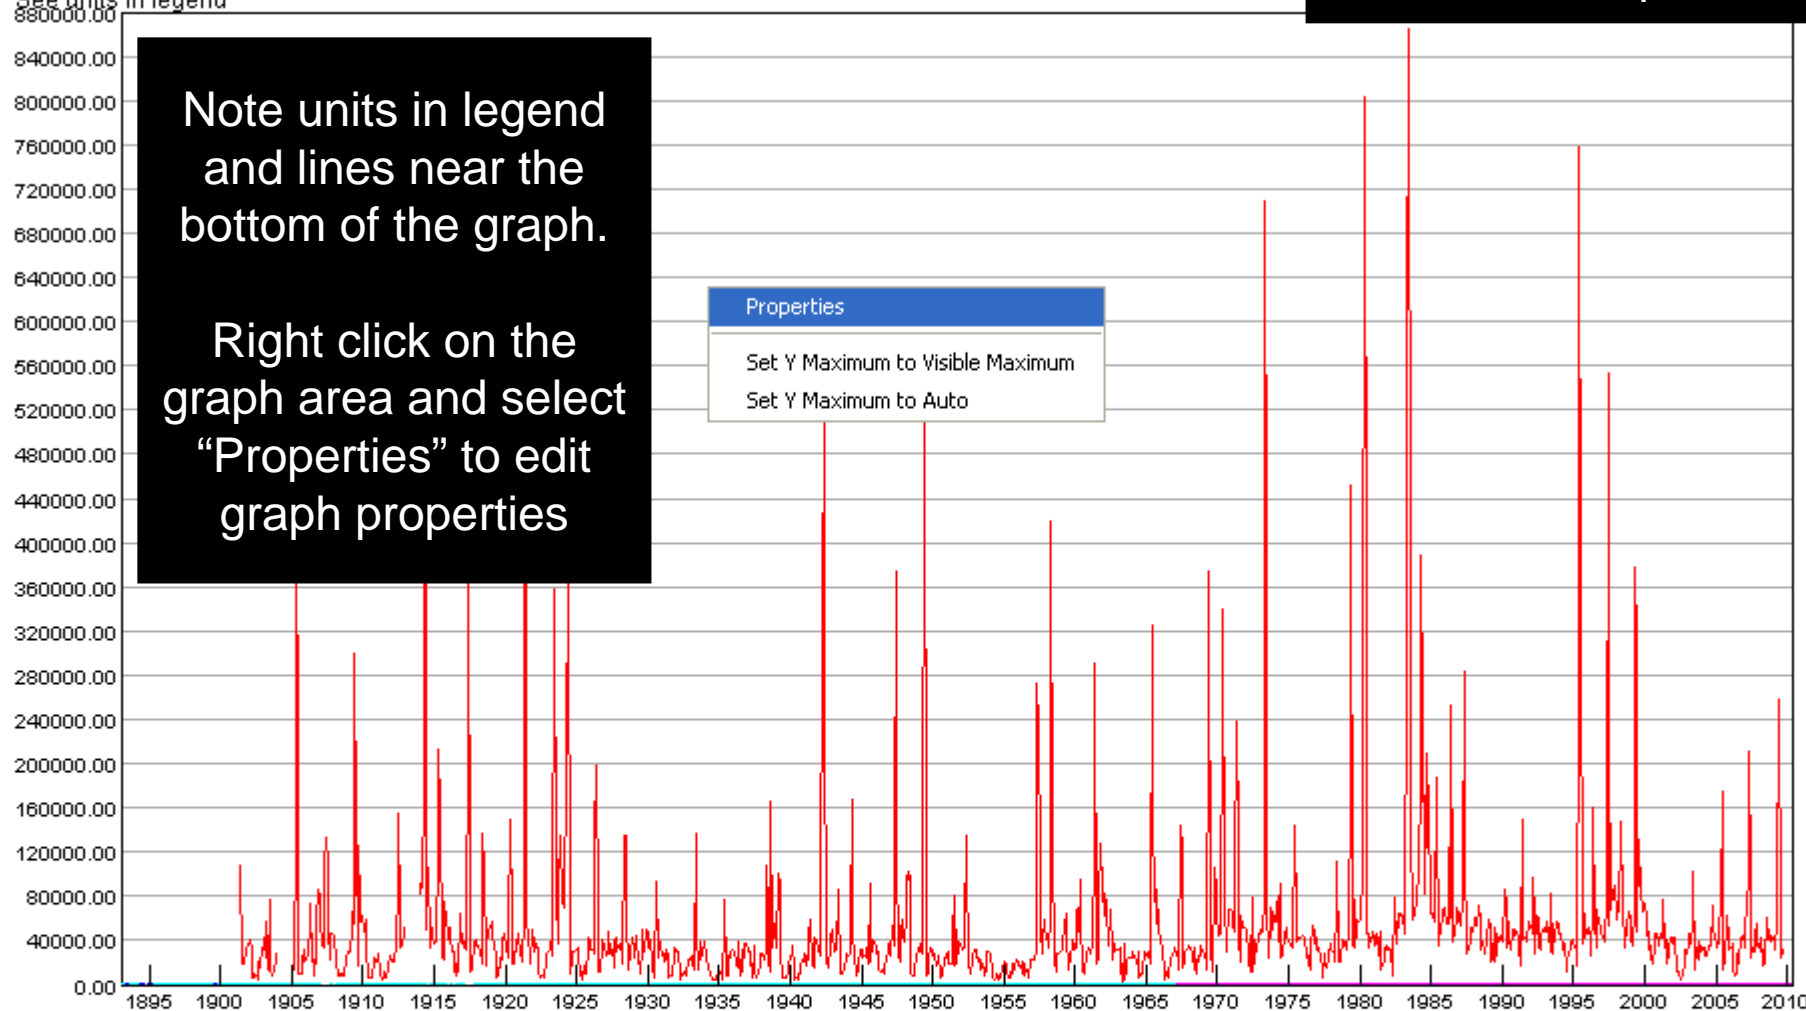 See units in legend
880000.00
840000.00
800000.00
760000.00
720000.00
680000.00
640000.00
600000.00
560000.00
520000.00
480000.00
440000.00
400000.00
360000.00
320000.00
280000.00
240000.00
200000.00
160000.00
120000.00
80000.00
40000.00
0.00
Note units in legend
and lines near the
bottom of the graph.
Right click on the
graph area and select
“Properties” to edit
graph properties
Properties
Set Y Maximum to Visible Maximum
Set Y Maximum to Auto
1895 1900 1905 1910 1915 1920 1925 1930 1935 1940 1945 1950 1955 1960 1965 1970 1975 1980 1985 1990 1995 2000 2005 2010